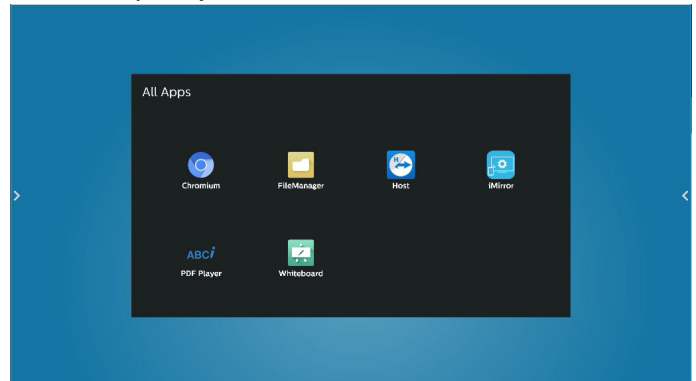 All Apps
Chromium FileManager Host iMirror
ABCi
PDF Player Whiteboard